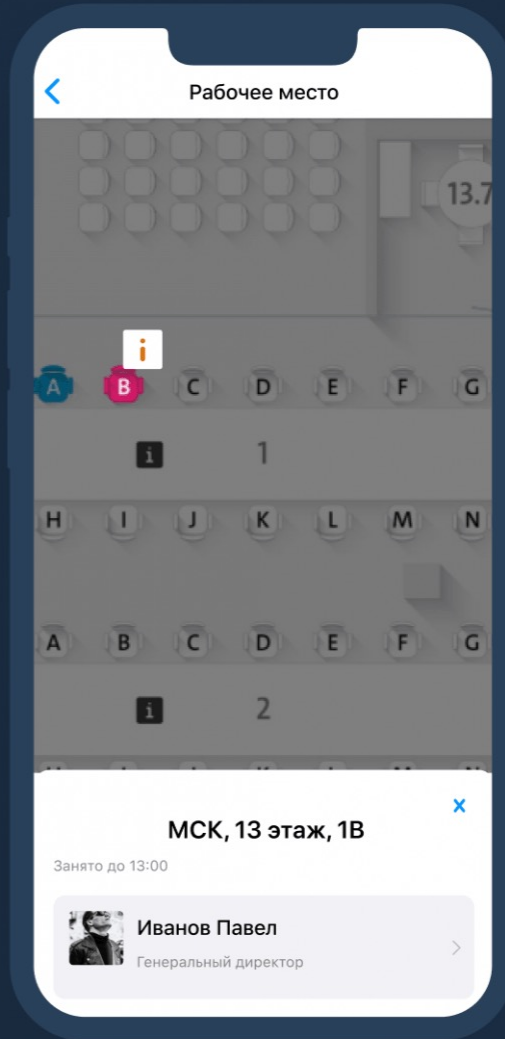 Рабочее место
13.7
i
A B C D E F G
i 1
H I J K L M N
A B C D E F G
i 2
x
МСК, 13 этаж, 1B
Занято до 13:00
Иванов Павел
Генеральный директор